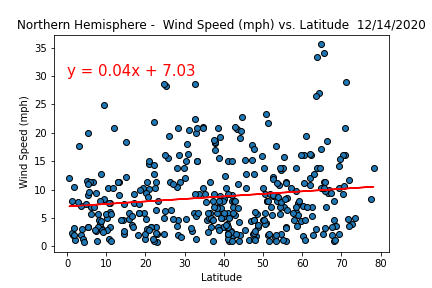 Northern Hemisphere -  Wind Speed (mph) vs. Latitude  12/14/2020
y = 0.04x + 7.03
Wind Speed (mph)
35
30
25
20
15
10
5
0
0 10 20 30 40 50 60 70 80
Latitude